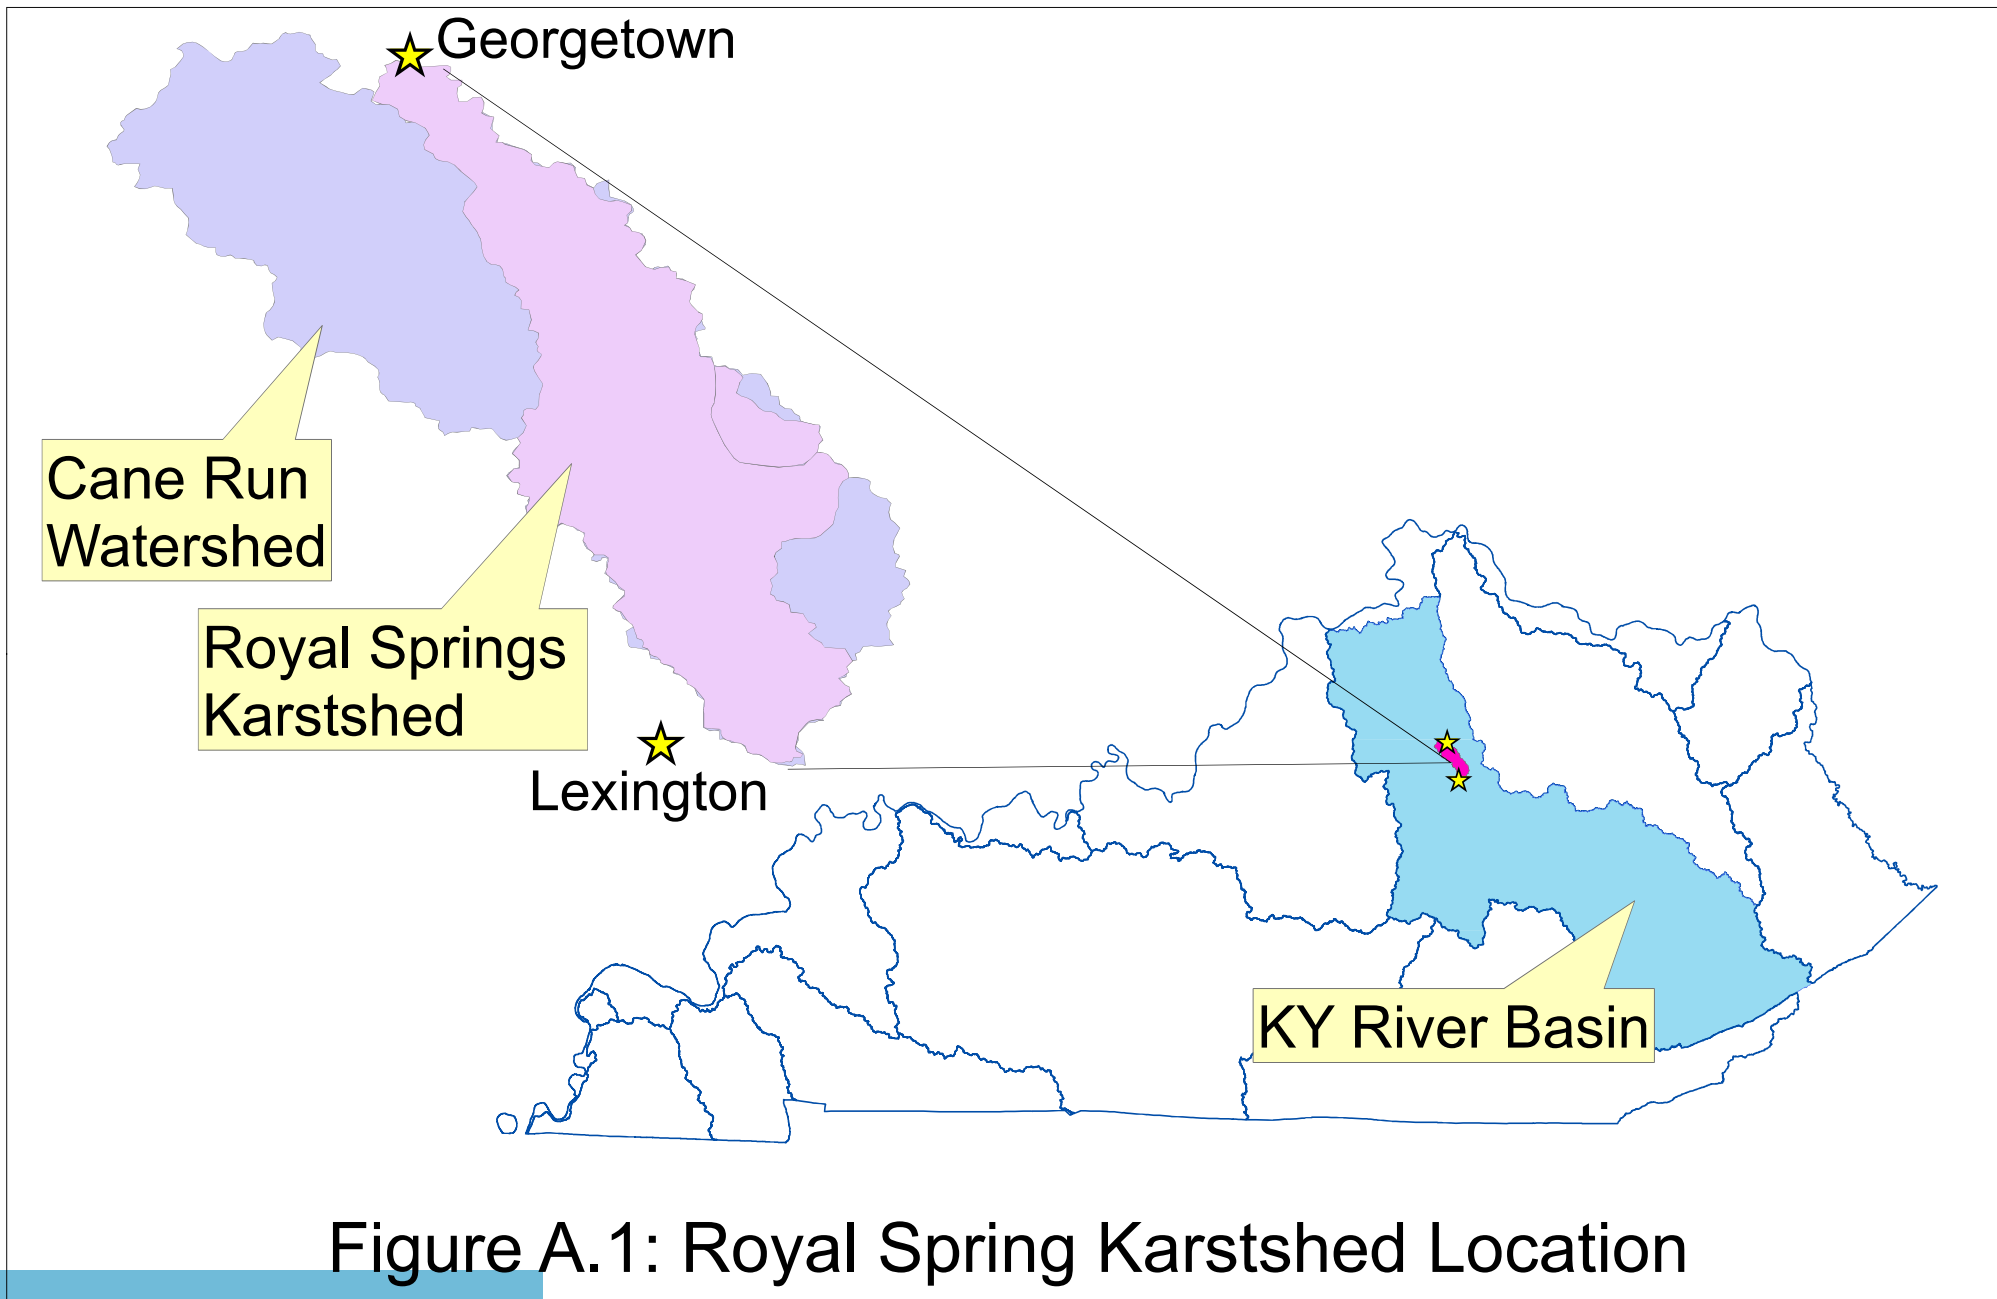 Georgetown
Cane Run
Watershed
Royal Springs
Karstshed
Lexington
KY River Basin
Figure A.1: Royal Spring Karstshed Location